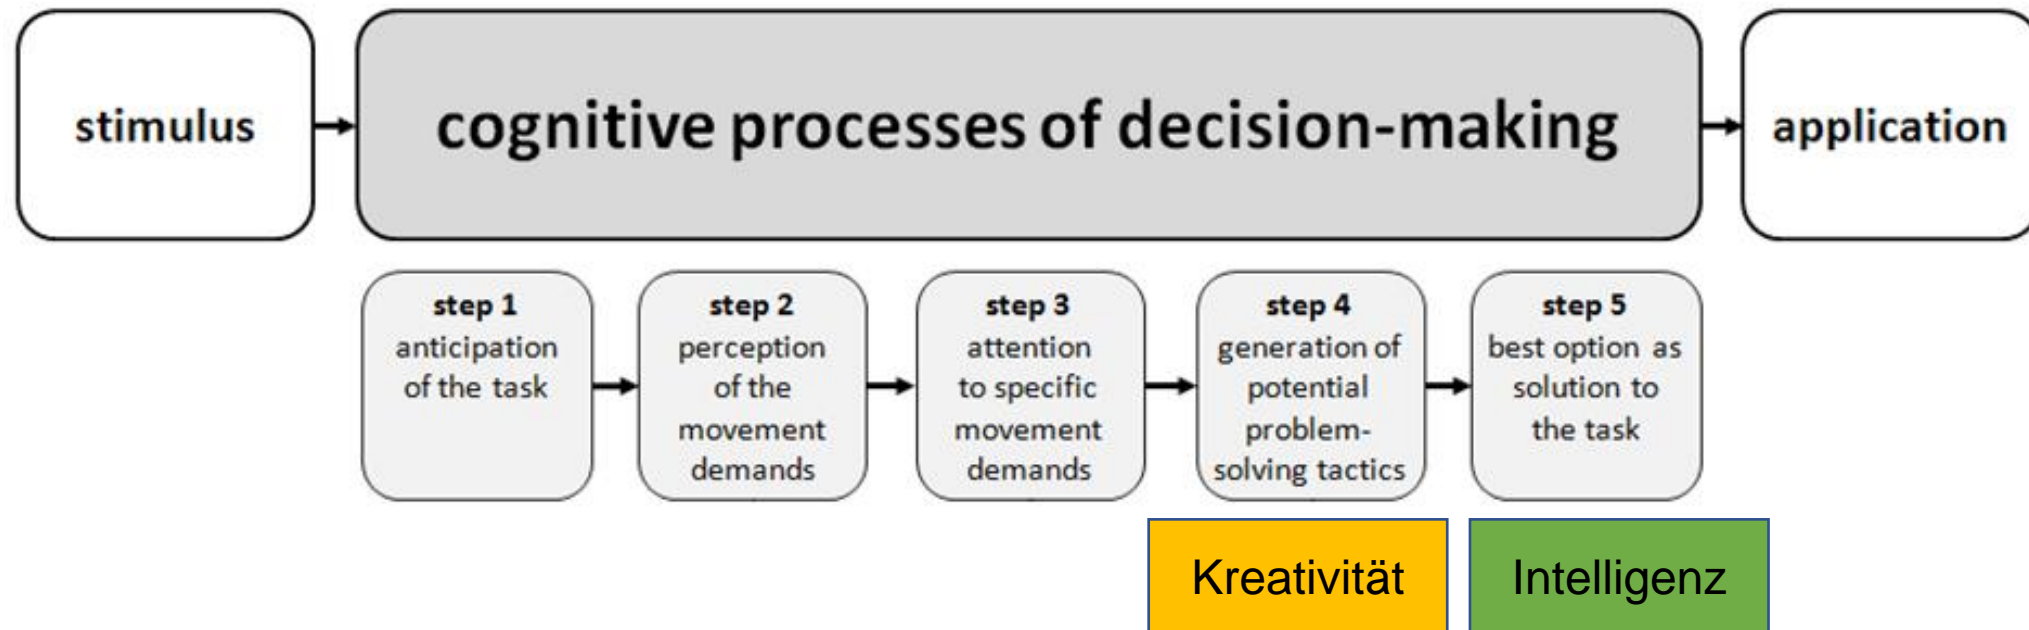 stimulus
cognitive processes of decision-making
application
step 1
anticipation
of the task
step 2
perception
of the
movement
demands
step 3
attention
to specific
movement
demands
step 4
generation of
potential
problem-
solving tactics
step 5
best option as
solution to
the task
Kreativität
Intelligenz